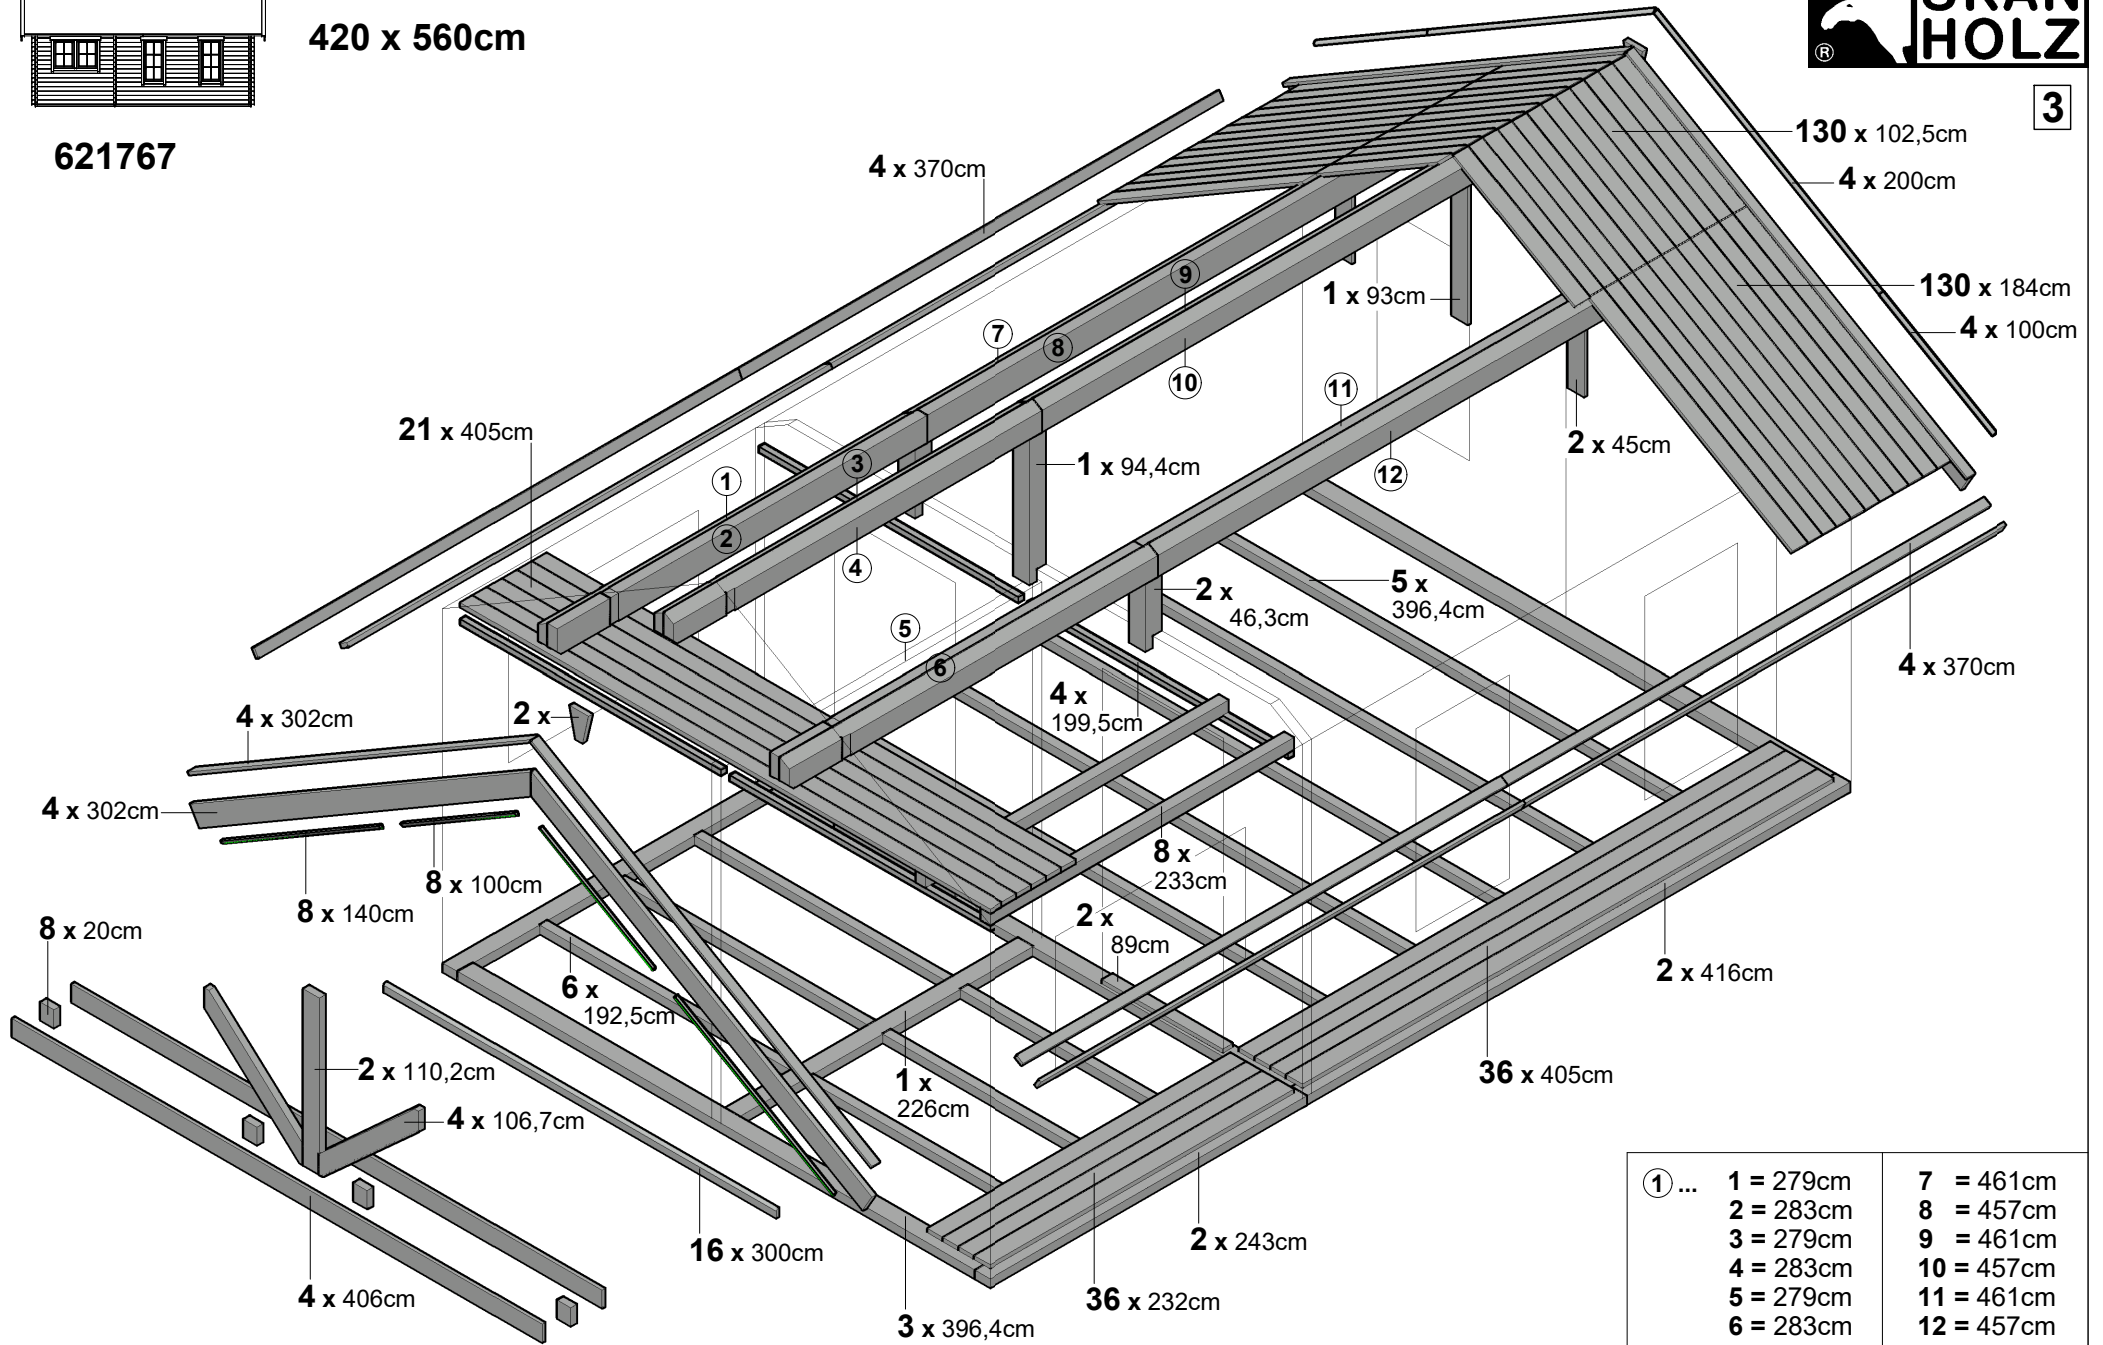 420 x 560cm
SKAN
HOLZ
®
3
621767
130 x 102,5cm
4 x 200cm
4 x 370cm
130 x 184cm
4 x 100cm
1 x 93cm
9
7
8
10
11
2 x 45cm
21 x 405cm
1 x 94,4cm
12
3
1
2
4
5 x
396,4cm
2 x
46,3cm
5
6
4 x 370cm
4 x
199,5cm
4 x 302cm
2 x
4 x 302cm
8 x
233cm
8 x 100cm
8 x 140cm
8 x 20cm
2 x
89cm
2 x 416cm
6 x
192,5cm
2 x 110,2cm
1 x
226cm
36 x 405cm
4 x 106,7cm
16 x 300cm
2 x 243cm
4 x 406cm
36 x 232cm
3 x 396,4cm
1 ... 1 = 279cm 7 = 461cm
2 = 283cm 8 = 457cm
3 = 279cm 9 = 461cm
4 = 283cm 10 = 457cm
5 = 279cm 11 = 461cm
6 = 283cm 12 = 457cm